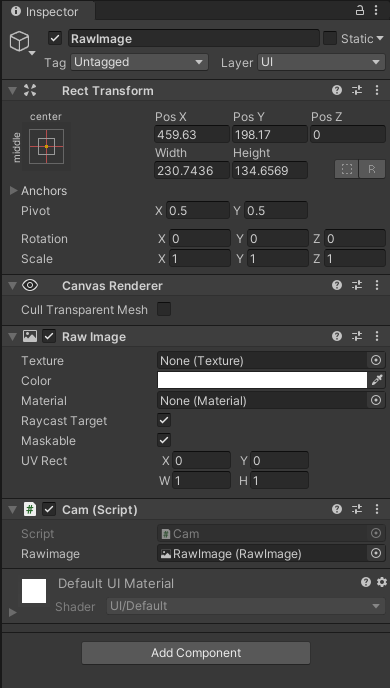 Inspector
RawImage Static
Tag Untagged Layer UI
Rect Transform
center
middle
Pos X Pos Y Pos Z
459.63 198.17 0
Width Height
230.7436 134.6569 R
Anchors
Pivot X 0.5 Y 0.5
Rotation X 0 Y 0 Z 0
Scale X 1 Y 1 Z 1
Canvas Renderer
Cull Transparent Mesh
Raw Image
Texture None (Texture)
Color
Material None (Material)
Raycast Target
Maskable
UV Rect X 0 Y 0
W 1 H 1
# Cam (Script)
Script # Cam
Rawimage RawImage (RawImage)
Default UI Material
Shader UI/Default
Add Component